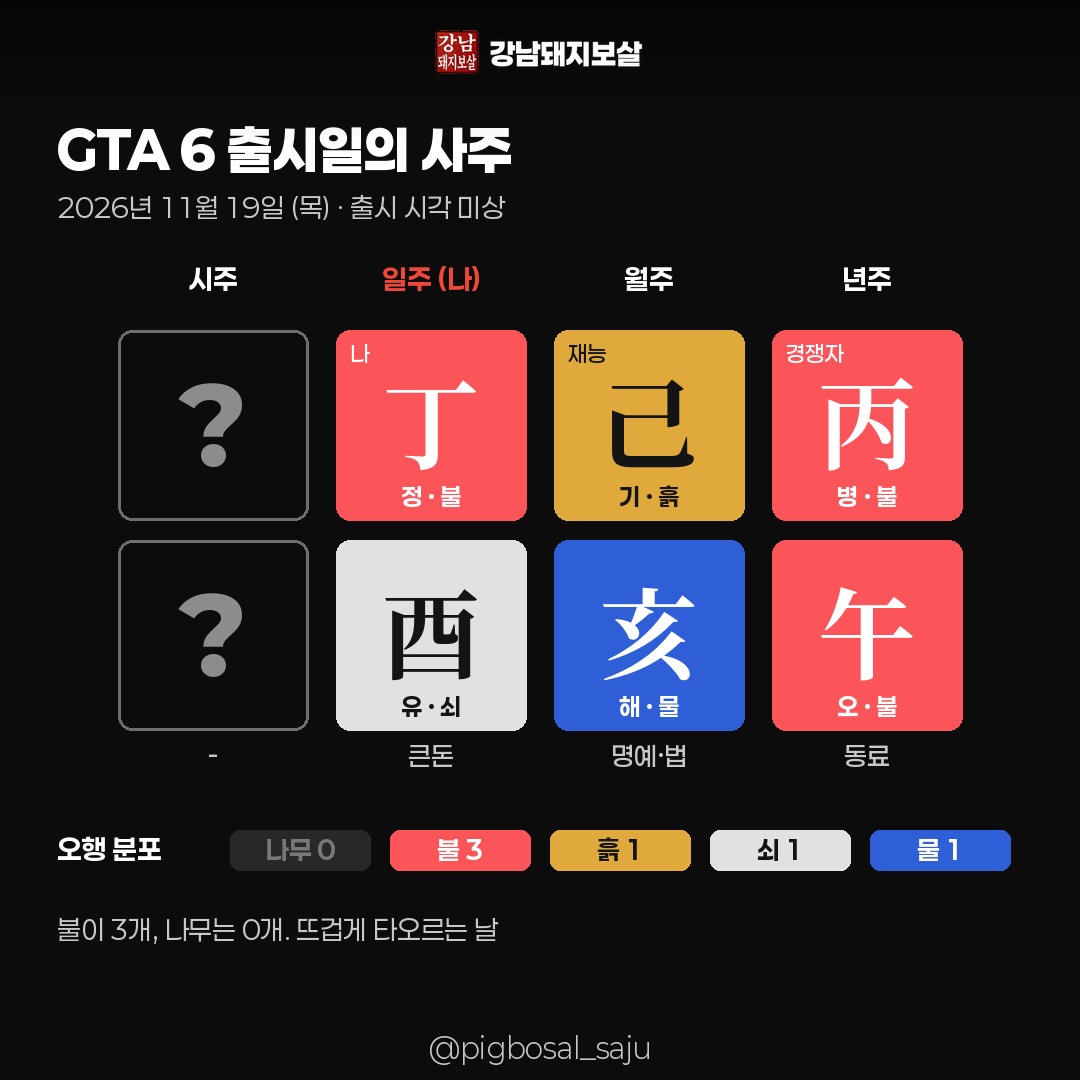 강남
돼지보살
강남돼지보살
GTA 6 출시일의 사주
2026년 11월 19일 (목) · 출시 시각 미상
시주 일주 (나) 월주 년주
? 나 재능 경쟁자
丁 己 丙
정 · 불 기 · 흙 병 · 불
? 酉 亥 午
유 · 쇠 해 · 물 오 · 불
- 큰돈 명예·법 동료
오행 분포 나무 0 불 3 흙 1 쇠 1 물 1
불이 3개, 나무는 0개. 뜨겁게 타오르는 날
@pigbosal_saju